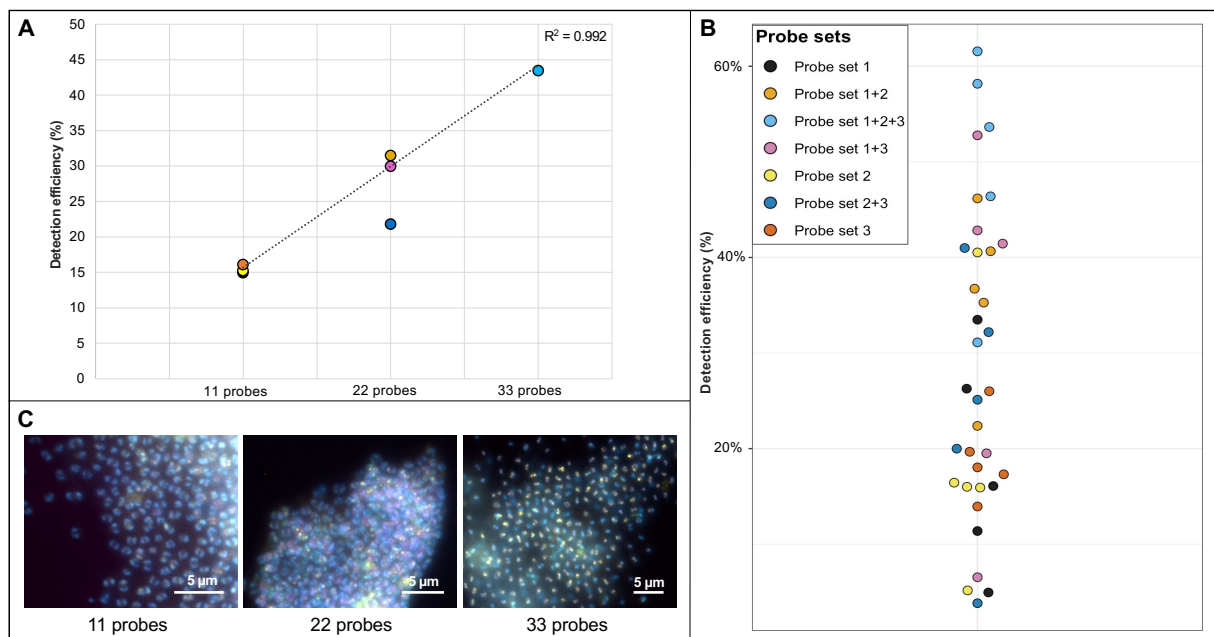 A
50
R² = 0.992
45
40
35
30
25
20
15
10
5
0
Detection efficiency (%)
11 probes
22 probes
33 probes
B
Probe sets
Probe set 1
Probe set 1+2
Probe set 1+2+3
Probe set 1+3
Probe set 2
Probe set 2+3
Probe set 3
60%
40%
20%
0%
Detection efficiency (%)
C
5 µm
5 µm
5 µm
11 probes
22 probes
33 probes